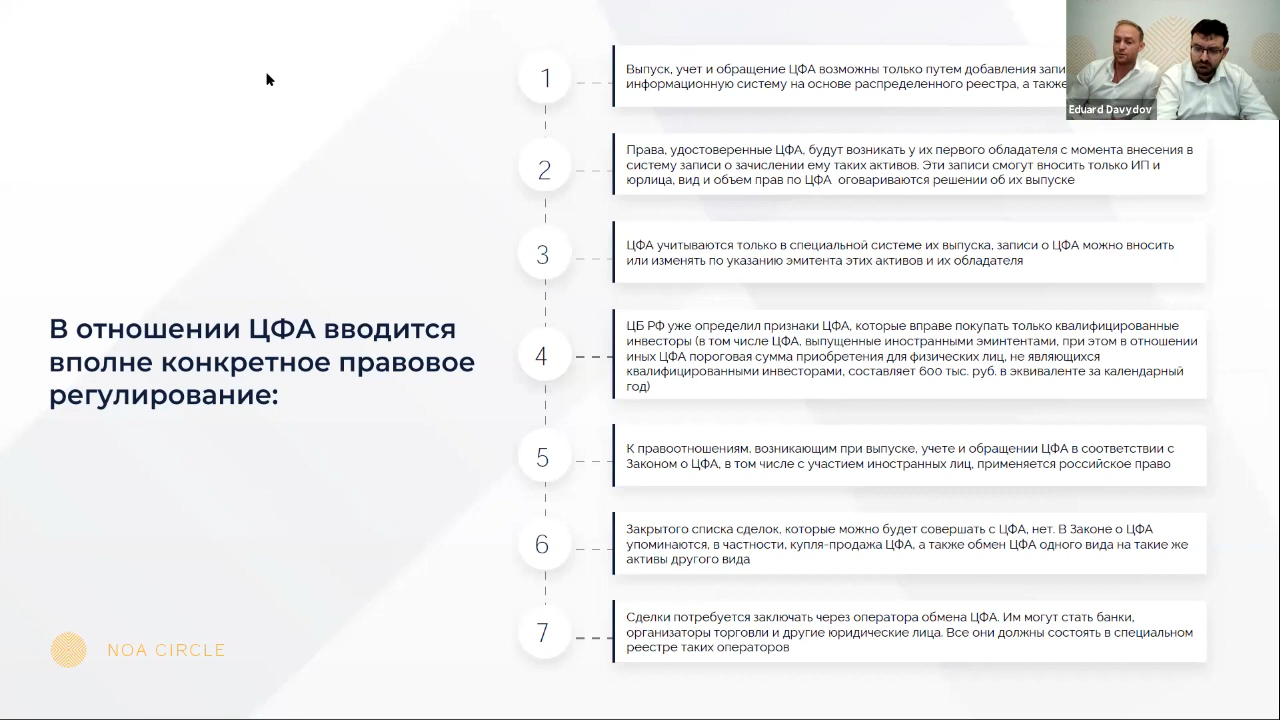 В отношении ЦФА вводится
вполне конкретное правовое
регулирование:
1
Выпуск, учет и обращение ЦФА возможны только путем добавления
информационную систему на основе распределенного реестра, а также
2
Права, удостоверенные ЦФА, будут возникать у их первого обладателя с момента внесения в
систему записи о зачислении ему таких активов. Эти записи смогут вносить только ИП и
юрлица, вид и объем прав по ЦФА оговариваются решении об их выпуске
3
ЦФА учитываются только в специальной системе их выпуска, записи о ЦФА можно вносить
или изменять по указанию эмитента этих активов и их обладателя
4
ЦБ РФ уже определил признаки ЦФА, которые вправе покупать только квалифицированные
инвесторы (в том числе ЦФА, выпущенные иностранными эминтентами, при этом в отношении
иных ЦФА пороговая сумма приобретения для физических лиц, не являющихся
квалифицированными инвесторами, составляет 600 тыс. руб. в эквиваленте за календарный
год)
5
К правоотношениям, возникающим при выпуске, учете и обращении ЦФА в соответствии с
Законом о ЦФА, в том числе с участием иностранных лиц, применяется российское право
6
Закрытого списка сделок, которые можно будет совершать с ЦФА, нет. В Законе о ЦФА
упоминаются, в частности, купля-продажа ЦФА, а также обмен ЦФА одного вида на такие же
активы другого вида
7
Сделки потребуется заключать через оператора обмена ЦФА. Им могут стать банки,
организаторы торговли и другие юридические лица. Все они должны состоять в специальном
реестре таких операторов
NOA CIRCLE
Eduard Davydov